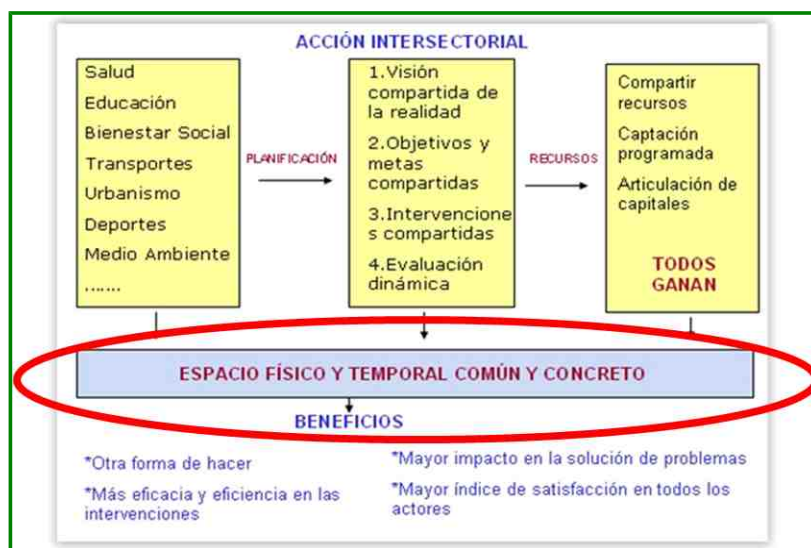 ACCIÓN INTERSECTORIAL
Salud
Educación
Bienestar Social
Transportes
Urbanismo
Deportes
Medio Ambiente
.......
PLANIFICACIÓN
1.Visión
compartida de
la realidad
2.Objetivos y
metas
compartidas
3.Intervencione
s compartidas
4.Evaluación
dinámica
RECURSOS
Compartir
recursos
Captación
programada
Articulación de
capitales
TODOS
GANAN
ESPACIO FÍSICO Y TEMPORAL COMÚN Y CONCRETO
BENEFICIOS
*Otra forma de hacer
*Más eficacia y eficiencia en las
intervenciones
*Mayor impacto en la solución de problemas
*Mayor índice de satisfacción en todos los
actores